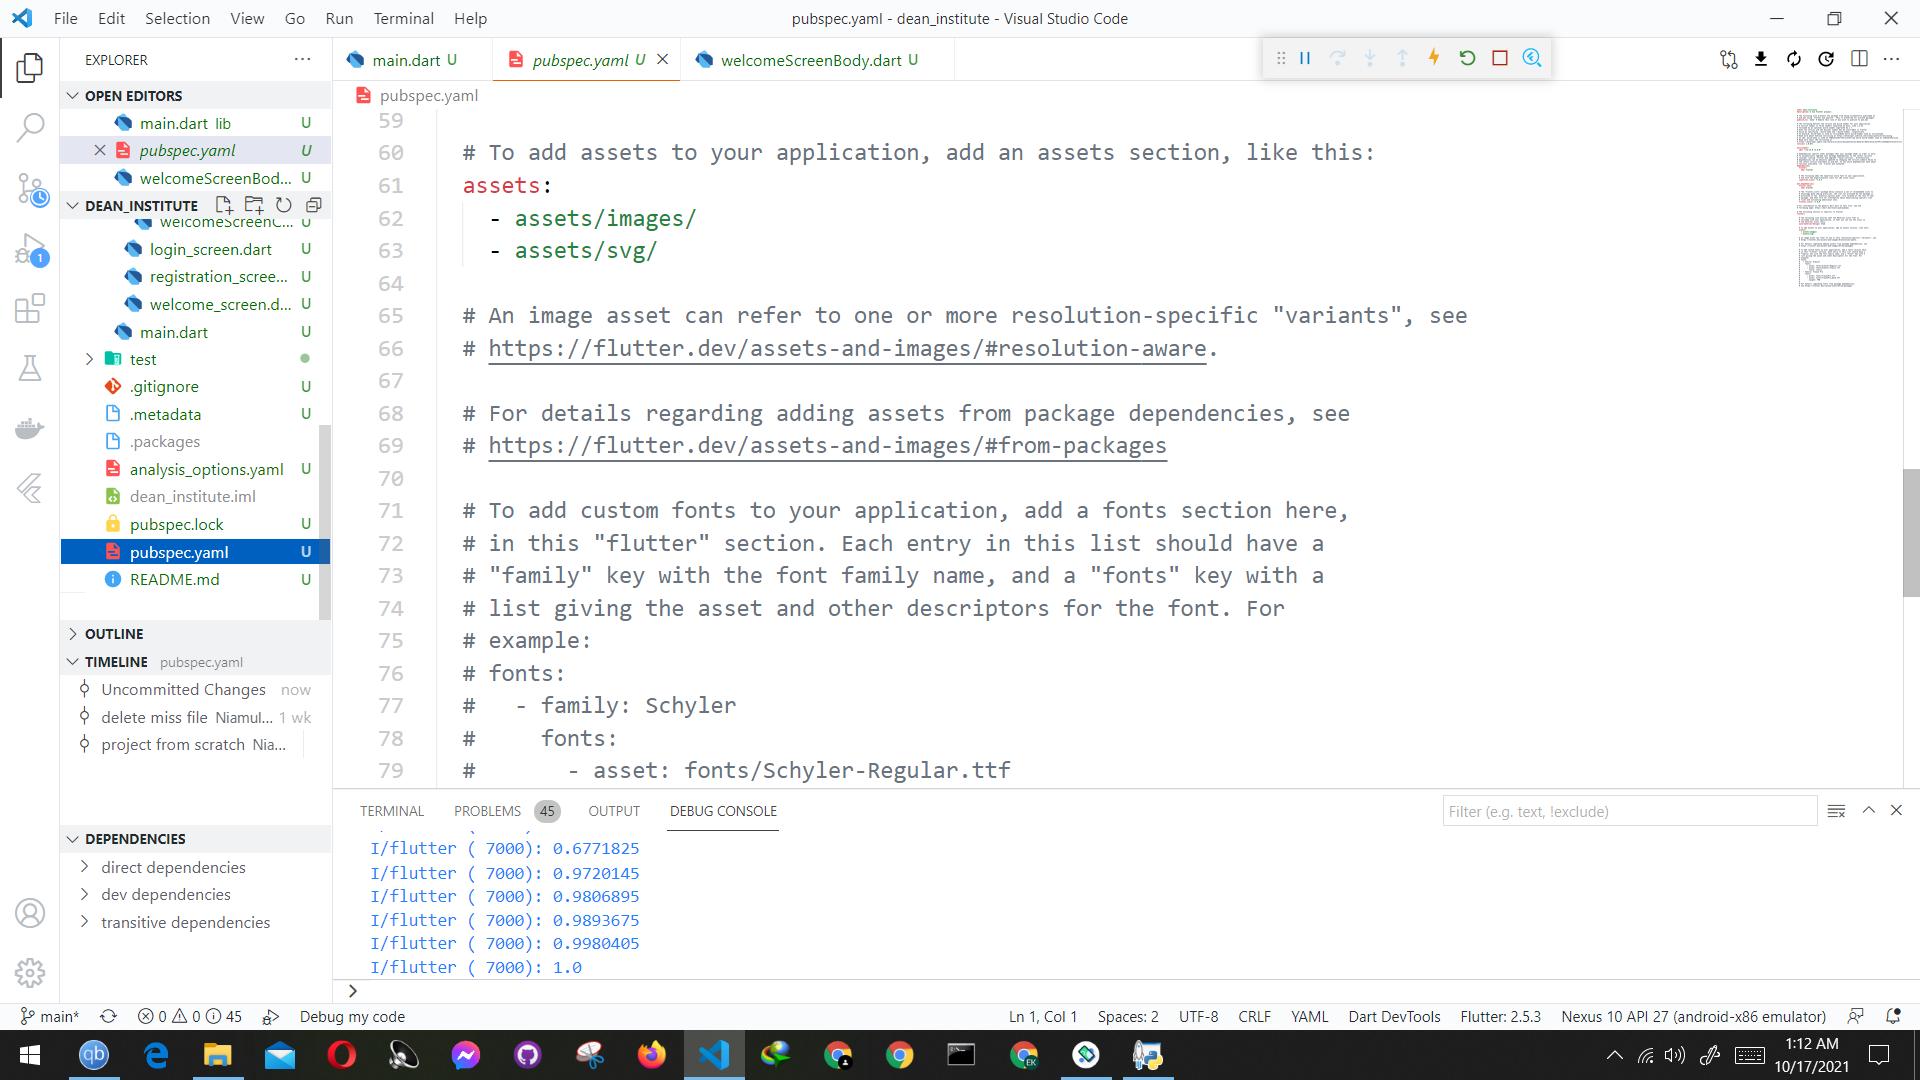 File Edit Selection View Go Run Terminal Help
pubspec.yaml - dean_institute - Visual Studio Code
EXPLORER
OPEN EDITORS
main.dart lib U
pubspec.yaml U
welcomeScreenBod... U
DEAN_INSTITUTE
welcomeScreenC... U
login_screen.dart U
registration_scree... U
welcome_screen.d... U
main.dart U
test
.gitignore U
.metadata U
.packages
analysis_options.yaml U
dean_institute.iml
pubspec.lock U
pubspec.yaml U
README.md U
OUTLINE
TIMELINE pubspec.yaml
Uncommitted Changes now
delete miss file Niamul... 1 wk
project from scratch Nia...
DEPENDENCIES
direct dependencies
dev dependencies
transitive dependencies
main.dart U
pubspec.yaml U
welcomeScreenBody.dart U
pubspec.yaml
59
60 # To add assets to your application, add an assets section, like this:
61 assets:
62 - assets/images/
63 - assets/svg/
64
65 # An image asset can refer to one or more resolution-specific "variants", see
66 # https://flutter.dev/assets-and-images/#resolution-aware.
67
68 # For details regarding adding assets from package dependencies, see
69 # https://flutter.dev/assets-and-images/#from-packages
70
71 # To add custom fonts to your application, add a fonts section here,
72 # in this "flutter" section. Each entry in this list should have a
73 # "family" key with the font family name, and a "fonts" key with a
74 # list giving the asset and other descriptors for the font. For
75 # example:
76 # fonts:
77 #   - family: Schyler
78 #     fonts:
79 #       - asset: fonts/Schyler-Regular.ttf
TERMINAL PROBLEMS 45 OUTPUT DEBUG CONSOLE
Filter (e.g. text, !exclude)
I/flutter ( 7000): 0.6771825
I/flutter ( 7000): 0.9720145
I/flutter ( 7000): 0.9806895
I/flutter ( 7000): 0.9893675
I/flutter ( 7000): 0.9980405
I/flutter ( 7000): 1.0
main* 0 0 45 Debug my code
Ln 1, Col 1 Spaces: 2 UTF-8 CRLF YAML Dart DevTools Flutter: 2.5.3 Nexus 10 API 27 (android-x86 emulator)
qb
EK
1:12 AM
10/17/2021